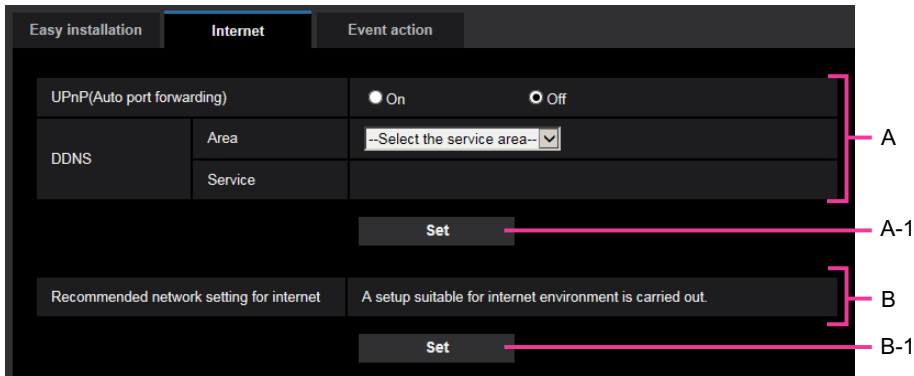 Easy installation Internet Event action
UPnP(Auto port forwarding) On Off
A
DDNS
Area --Select the service area--
Service
Set
A-1
Recommended network setting for internet A setup suitable for internet environment is carried out.
B
Set
B-1